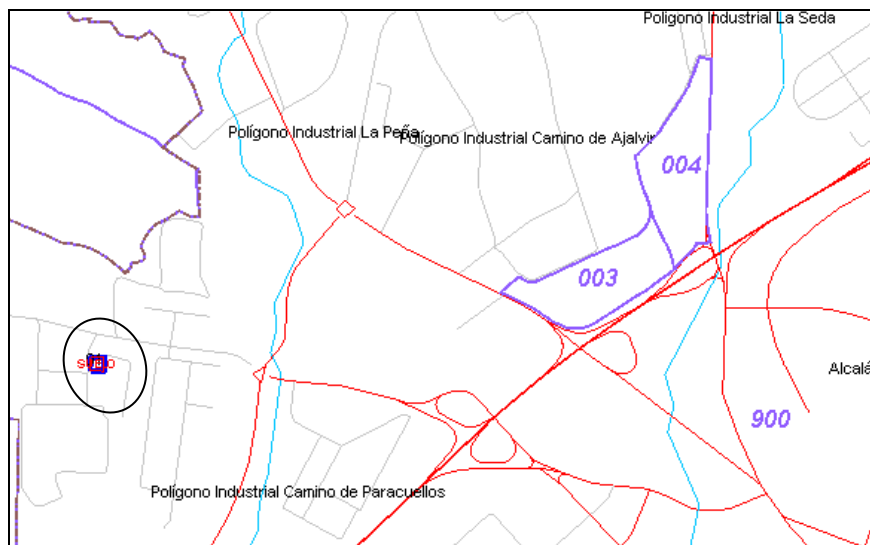 Poligono Industrial La Seda
Polígono Industrial La Peña
Polígono Industrial Camino de Ajalvir
004
003
Alcalá
900
Polígono Industrial Camino de Paracuellos